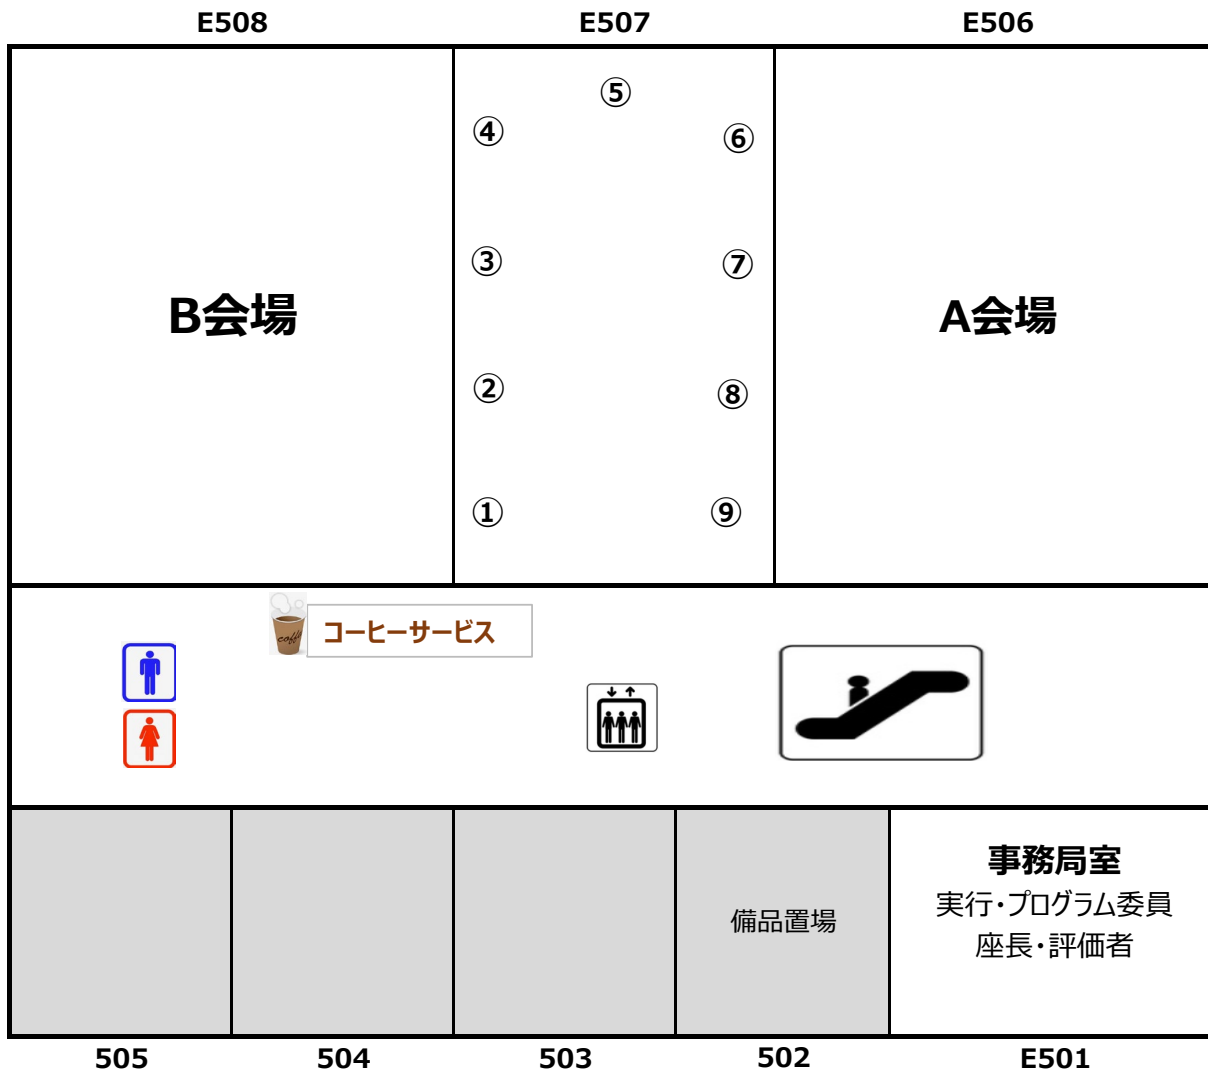 E508 E507 E506
⑤
④ ⑥
③ ⑦
B会場 A会場
② ⑧
① ⑨
coffe
コーヒーサービス
事務局室
実行・プログラム委員
備品置場
座長・評価者
505 504 503 502 E501